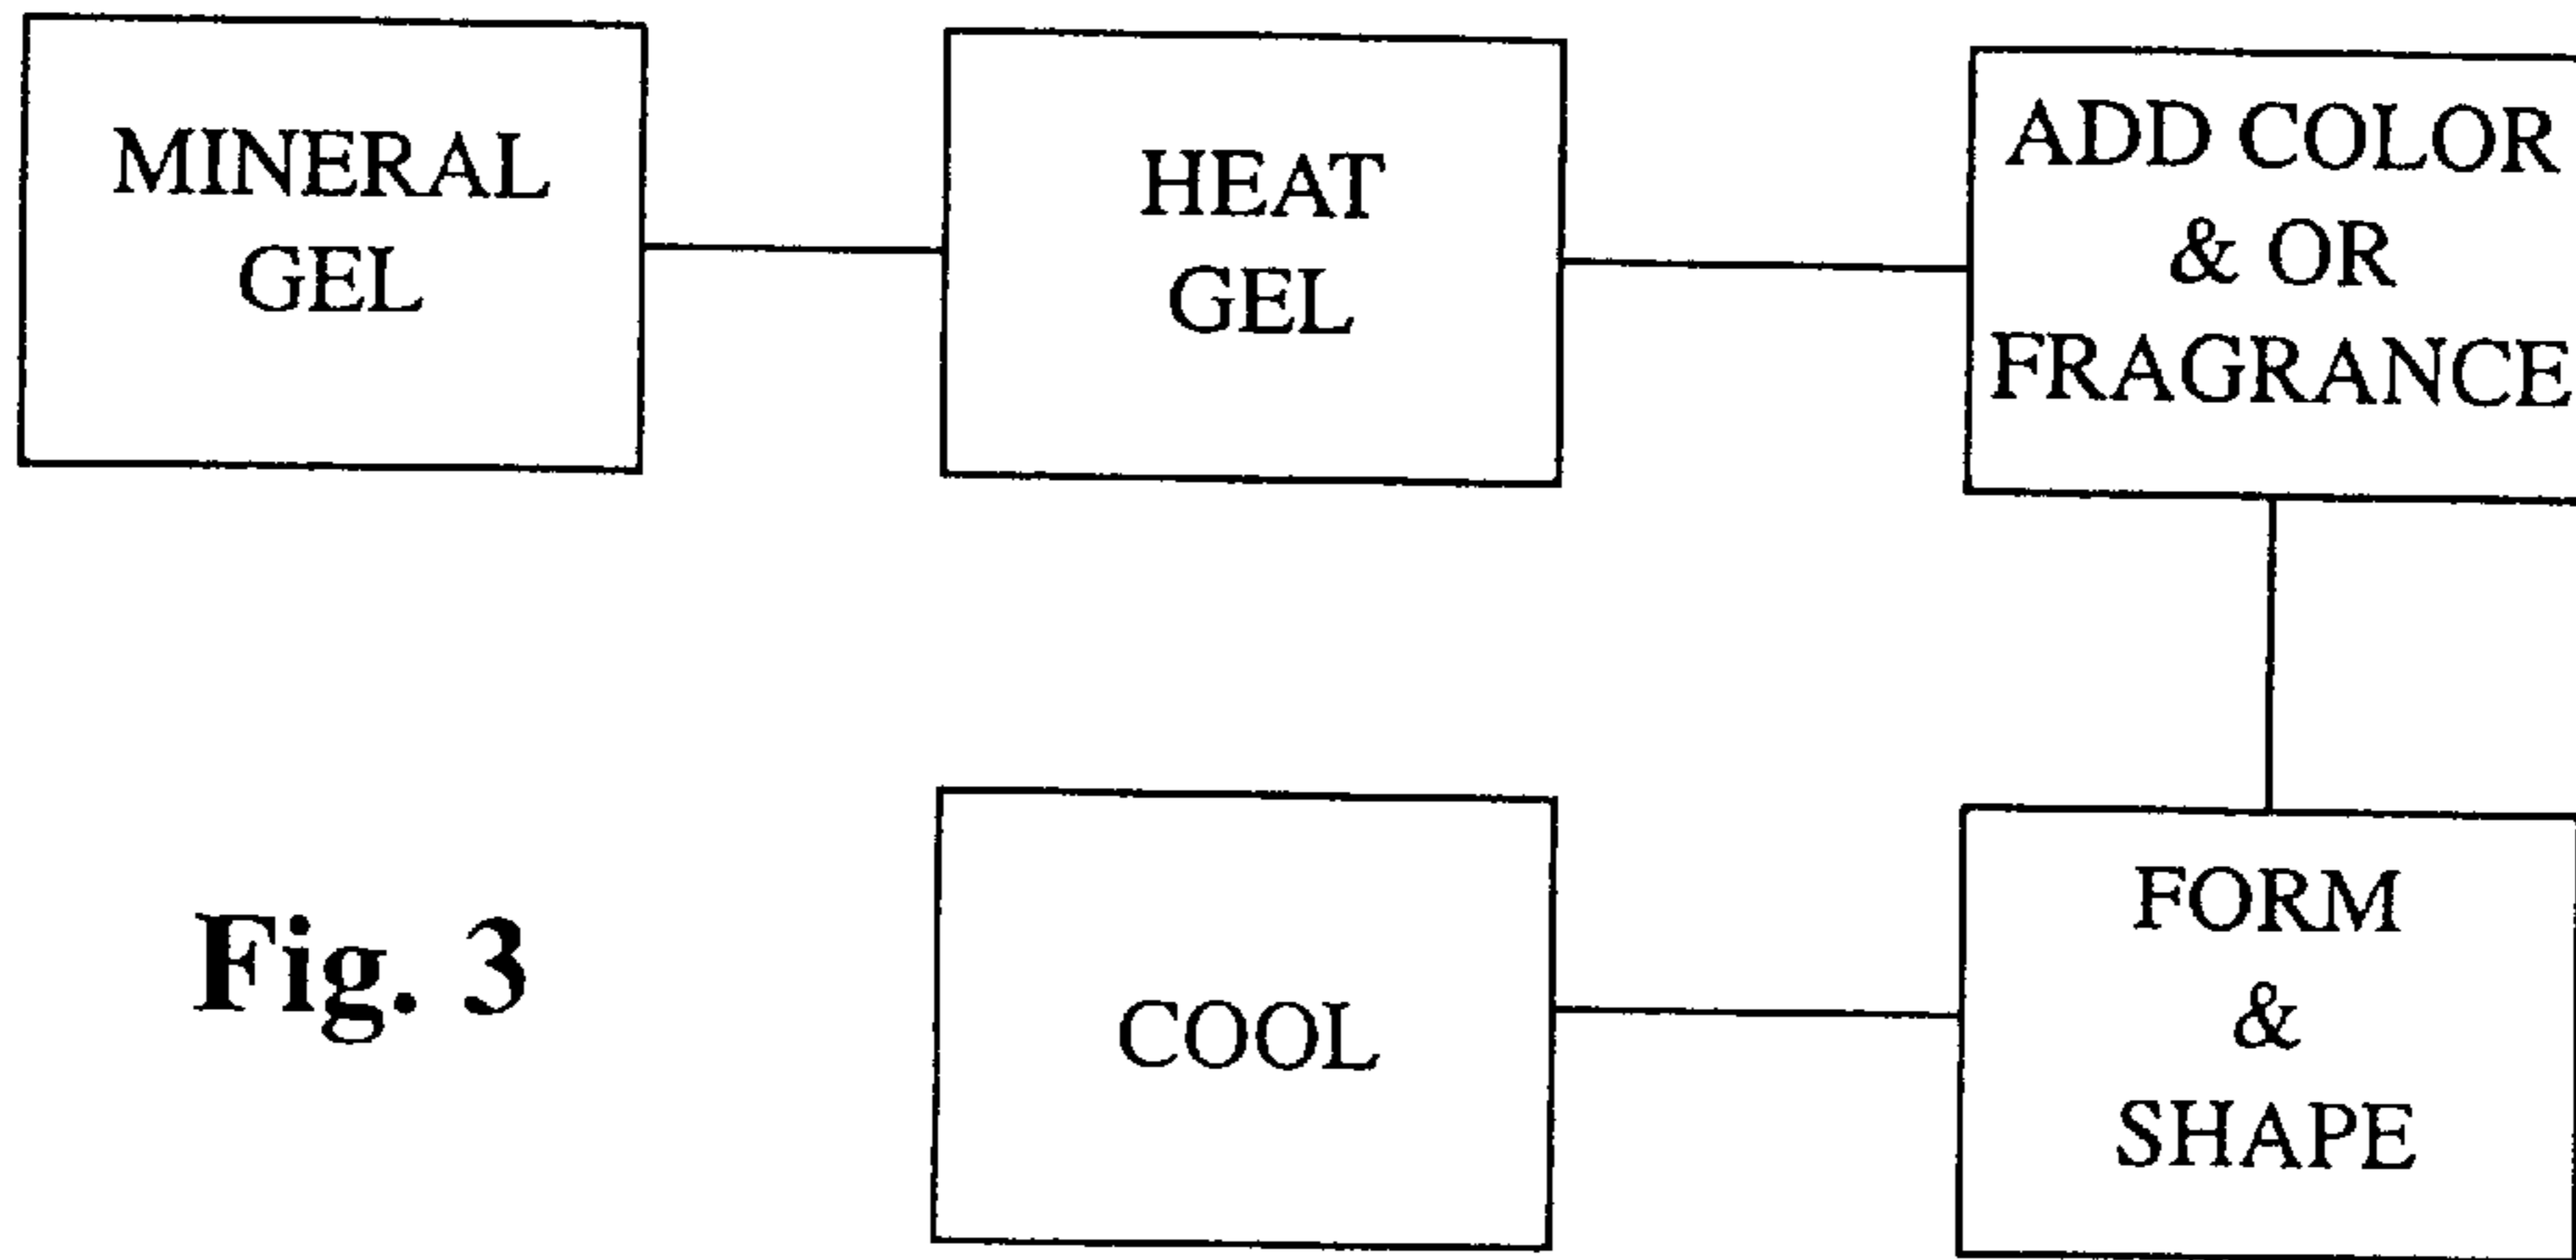 MINERAL
GEL
HEAT
GEL
ADD COLOR
& OR
FRAGRANCE
FORM
&
SHAPE
COOL
Fig. 3